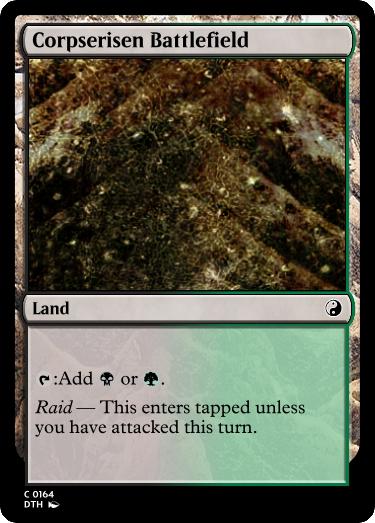 Corpserisen Battlefield
Land
:Add or .
Raid — This enters tapped unless
you have attacked this turn.
C 0164
DTH